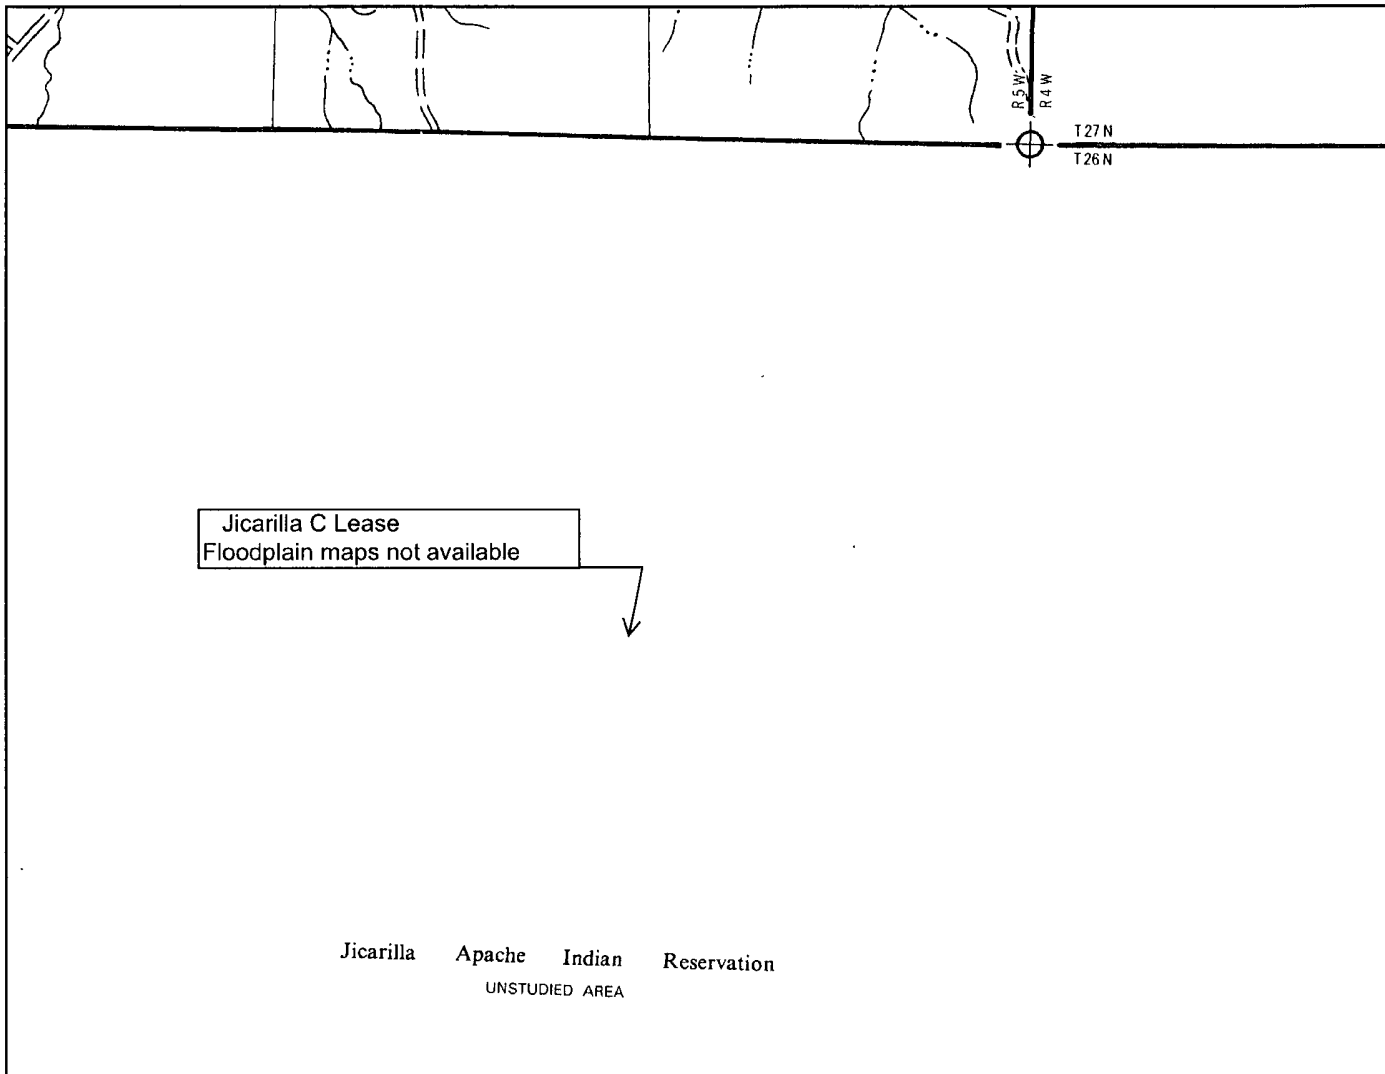 R 5 W
R 4 W
T 27 N
T 26 N
Jicarilla C Lease
Floodplain maps not available
Jicarilla Apache Indian Reservation
UNSTUDIED AREA